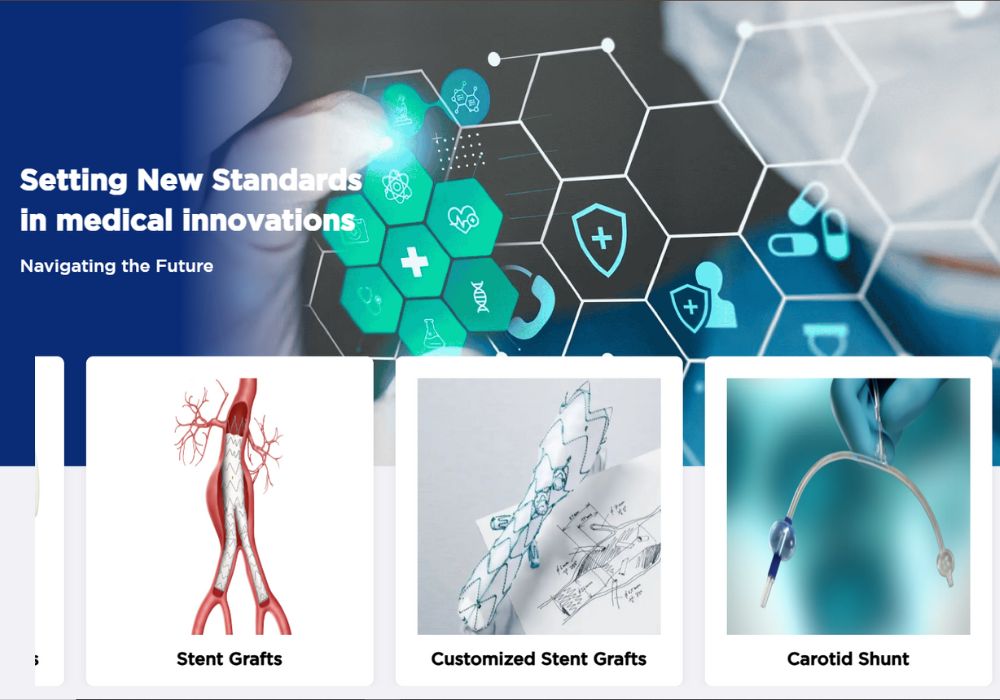 Setting New Standards
in medical innovations
Navigating the Future
s
Stent Grafts
Customized Stent Grafts
Carotid Shunt